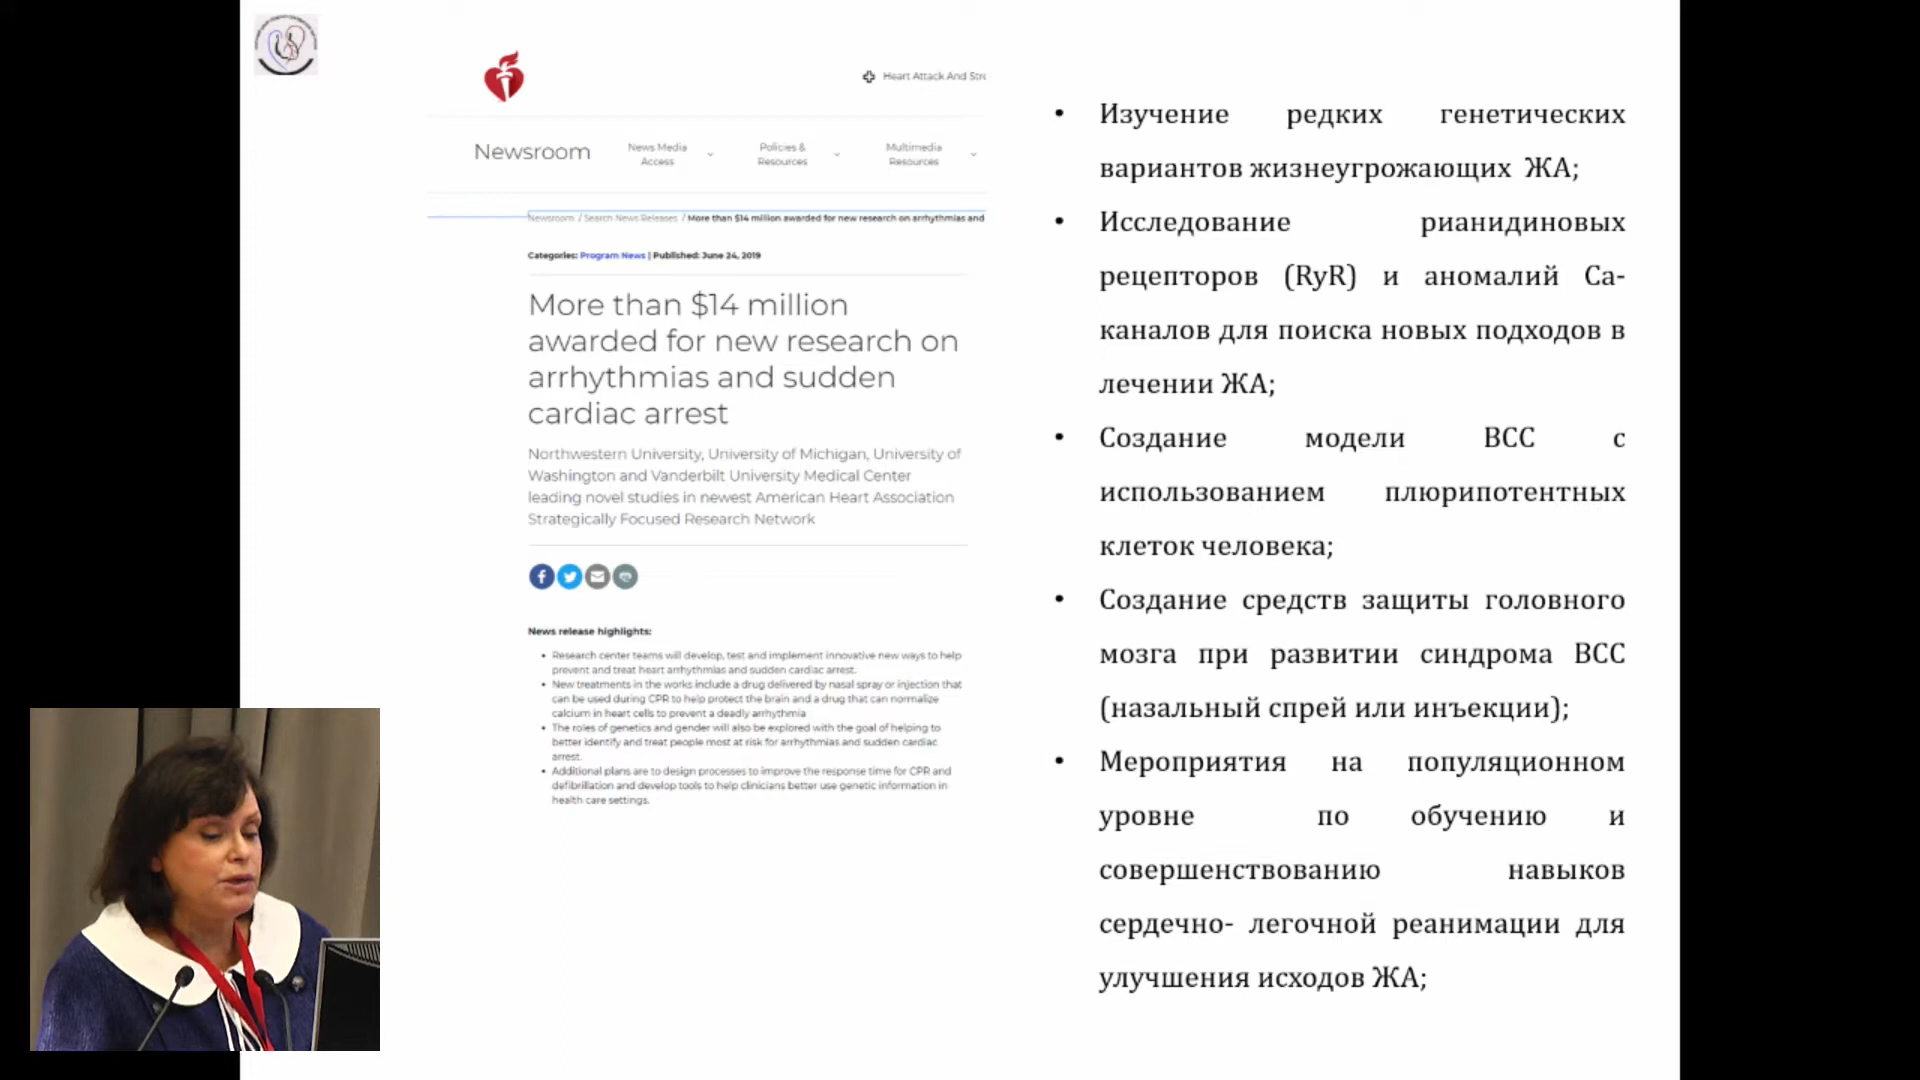 Heart Attack And Str
Newsroom
News Media
Access
Policies &
Resources
Multimedia
Resources
Newsroom / Search News Releases / More than $14 million awarded for new research on arrhythmias and
Categories: Program News | Published: June 24, 2019
More than $14 million
awarded for new research on
arrhythmias and sudden
cardiac arrest
Northwestern University, University of Michigan, University of
Washington and Vanderbilt University Medical Center
leading novel studies in newest American Heart Association
Strategically Focused Research Network
News release highlights:
• Research center teams will develop, test and implement innovative new ways to help
prevent and treat heart arrhythmias and sudden cardiac arrest.
• New treatments in the works include a drug delivered by nasal spray or injection that
can be used during CPR to help protect the brain and a drug that can normalize
calcium in heart cells to prevent a deadly arrhythmia
• The roles of genetics and gender will also be explored with the goal of helping to
better identify and treat people most at risk for arrhythmias and sudden cardiac
arrest.
• Additional plans are to design processes to improve the response time for CPR and
defibrillation and develop tools to help clinicians better use genetic information in
health care settings.
• Изучение редких генетических
вариантов жизнеугрожающих ЖА;
• Исследование рианидиновых
рецепторов (RyR) и аномалий Ca-
каналов для поиска новых подходов в
лечении ЖА;
• Создание модели ВСС с
использованием плюрипотентных
клеток человека;
• Создание средств защиты головного
мозга при развитии синдрома ВСС
(назальный спрей или инъекции);
• Мероприятия на популяционном
уровне по обучению и
совершенствованию навыков
сердечно- легочной реанимации для
улучшения исходов ЖА;